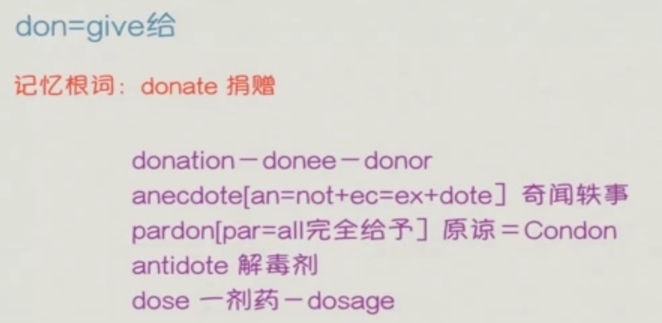 don=give给
记忆根词：donate 捐赠
donation－donee－donor
anecdote[an=not+ec=ex+dote］奇闻轶事
pardon[par=all完全给予］原谅＝Condon
antidote 解毒剂
dose 一剂药－dosage